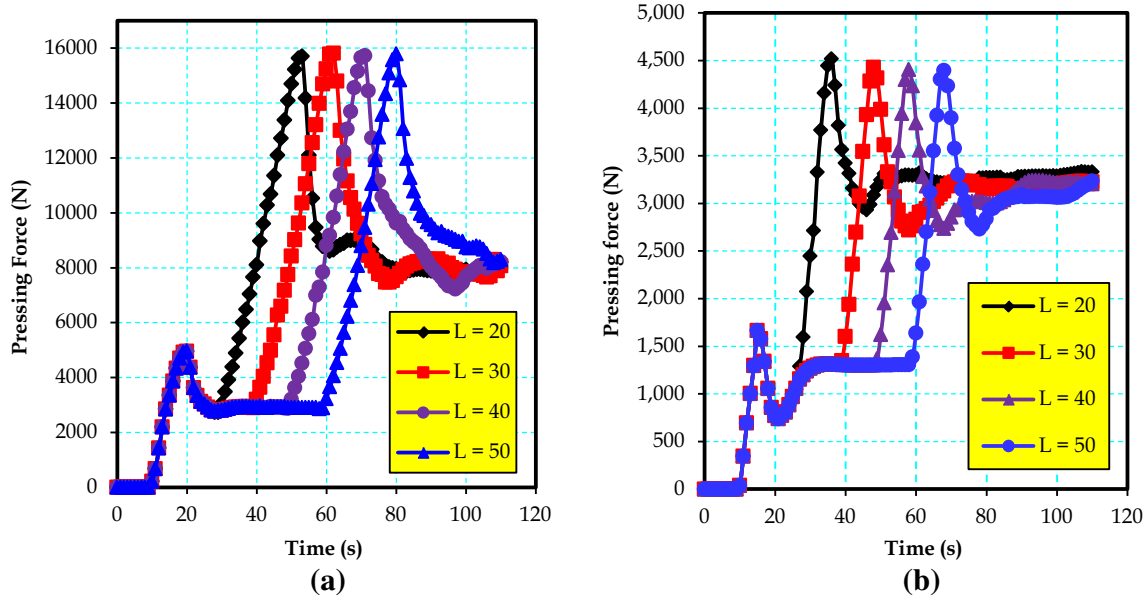 Pressing Force (N)
16000
14000
12000
10000
8000
6000
4000
2000
0
0 20 40 60 80 100 120
Time (s)
L = 20
L = 30
L = 40
L = 50
(a)
Pressing force (N)
5,000
4,500
4,000
3,500
3,000
2,500
2,000
1,500
1,000
500
0
0 20 40 60 80 100 120
Time (s)
L = 20
L = 30
L = 40
L = 50
(b)